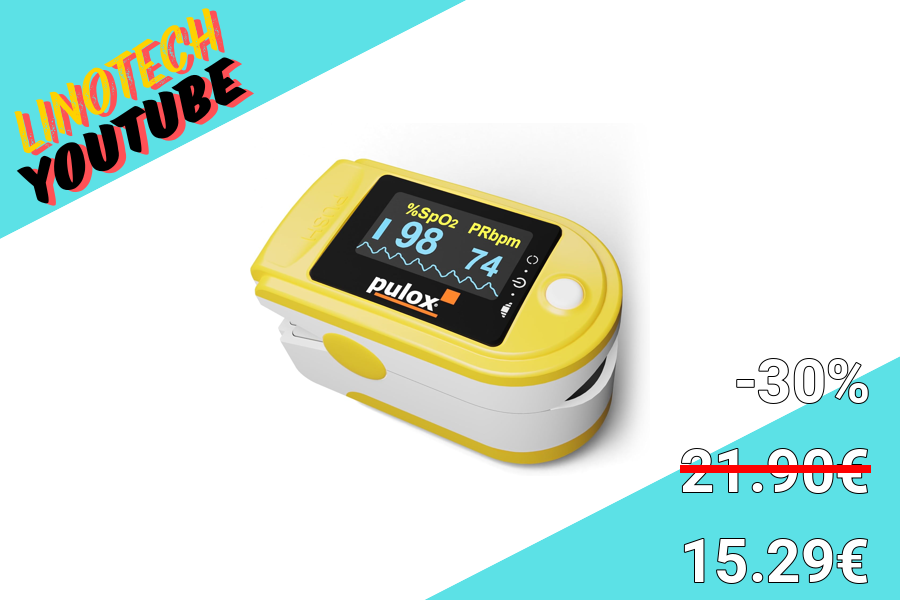 LINOTECH
YOUTUBE
%SpO2 PRbpm
98
74
pulox
-30%
21.90€
15.29€